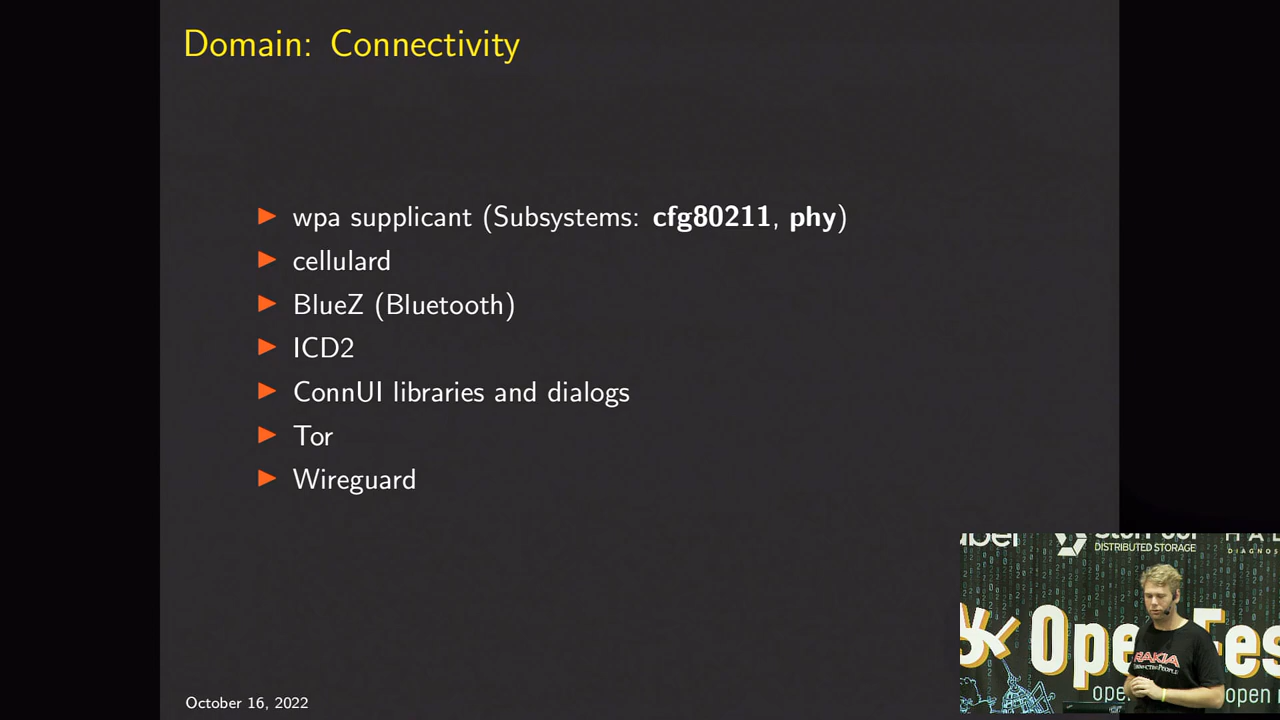 Domain: Connectivity
wpa supplicant (Subsystems: cfg80211, phy)
cellulard
BlueZ (Bluetooth)
ICD2
ConnUI libraries and dialogs
Tor
Wireguard
October 16, 2022
DISTRIBUTED STORAGE